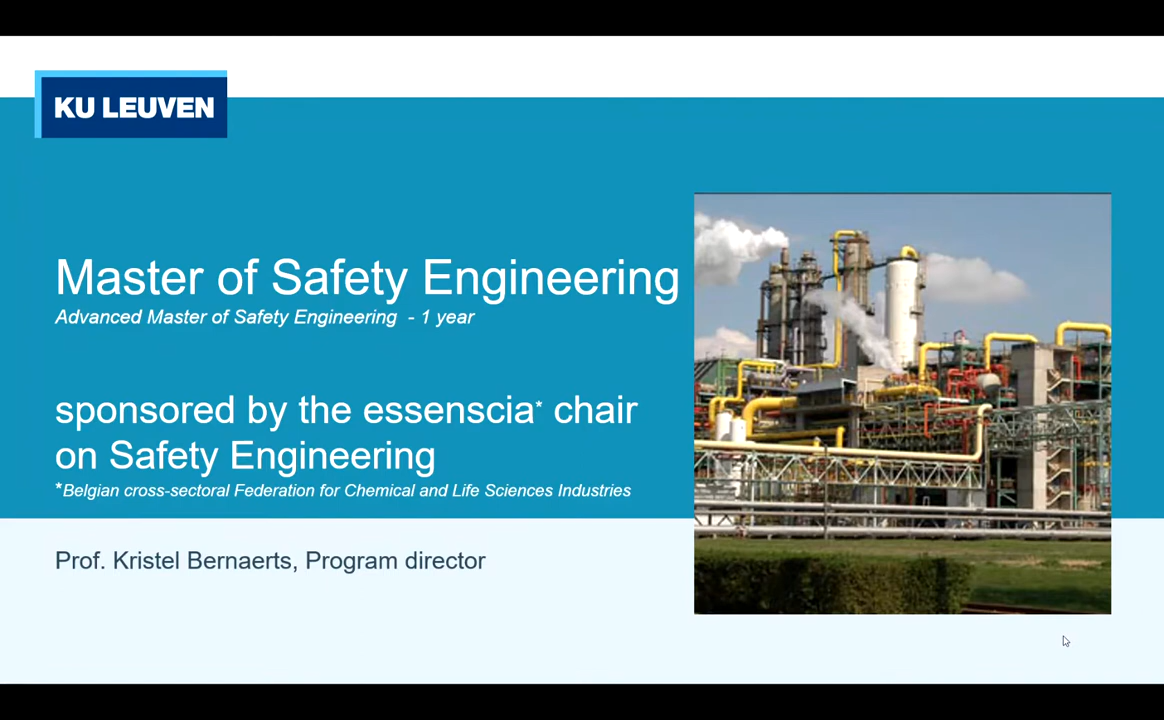 KU LEUVEN
Master of Safety Engineering
Advanced Master of Safety Engineering - 1 year
sponsored by the essenscia* chair
on Safety Engineering
*Belgian cross-sectoral Federation for Chemical and Life Sciences Industries
Prof. Kristel Bernaerts, Program director